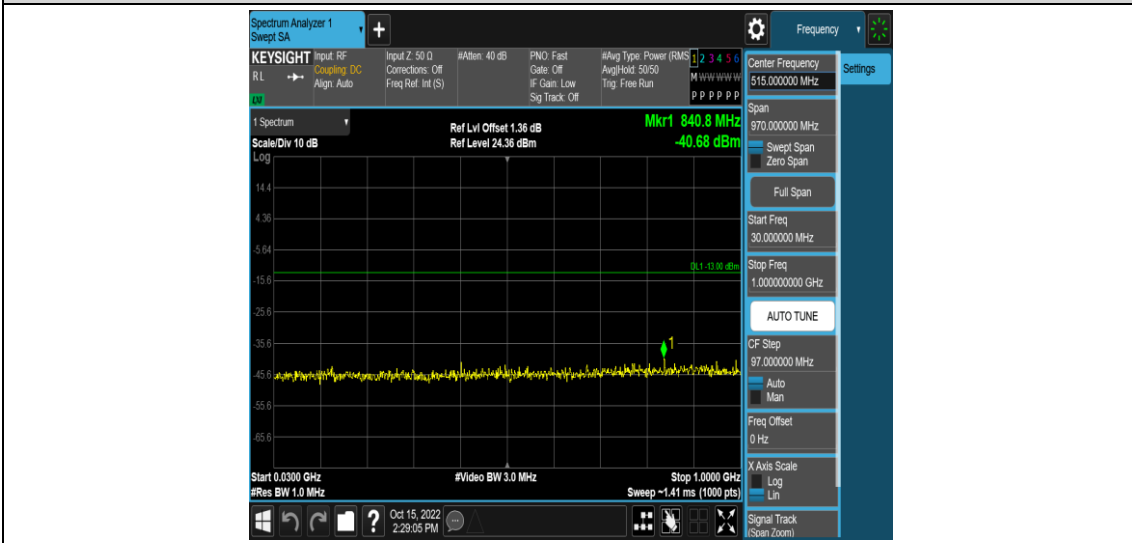 Spectrum Analyzer 1
Swept SA
+
Frequency
KEYSIGHT
RL
LXI
Input: RF
Coupling: DC
Align: Auto
Input Z: 50 Ω
Corrections: Off
Freq Ref: Int (S)
#Atten: 40 dB
PNO: Fast
Gate: Off
IF Gain: Low
Sig Track: Off
#Avg Type: Power (RMS
Avg|Hold: 50/50
Trig: Free Run
1 2 3 4 5 6
M W W W W W
P P P P P P
Center Frequency
515.000000 MHz
Settings
Span
970.000000 MHz
Swept Span
Zero Span
Full Span
Start Freq
30.000000 MHz
Stop Freq
1.000000000 GHz
AUTO TUNE
CF Step
97.000000 MHz
Auto
Man
Freq Offset
0 Hz
X Axis Scale
Log
Lin
Signal Track
(Span Zoom)
1 Spectrum
Scale/Div 10 dB
Log
Ref Lvl Offset 1.36 dB
Ref Level 24.36 dBm
Mkr1 840.8 MHz
-40.68 dBm
14.4
4.36
-5.64
DL1 -13.00 dBm
-15.6
-25.6
-35.6
1
-45.6
-55.6
-65.6
Start 0.0300 GHz
#Res BW 1.0 MHz
#Video BW 3.0 MHz
Stop 1.0000 GHz
Sweep ~1.41 ms (1000 pts)
?
Oct 15, 2022
2:29:05 PM